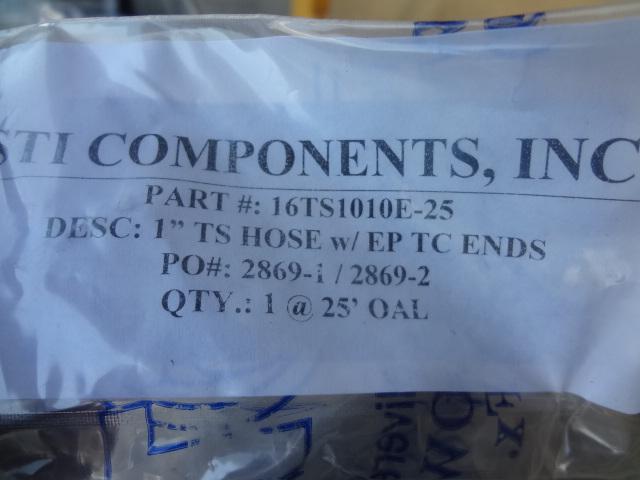 STI COMPONENTS, INC
PART #: 16TS1010E-25
DESC: 1” TS HOSE w/ EP TC ENDS
PO#: 2869-1 / 2869-2
QTY.: 1 @ 25' OAL
Ex